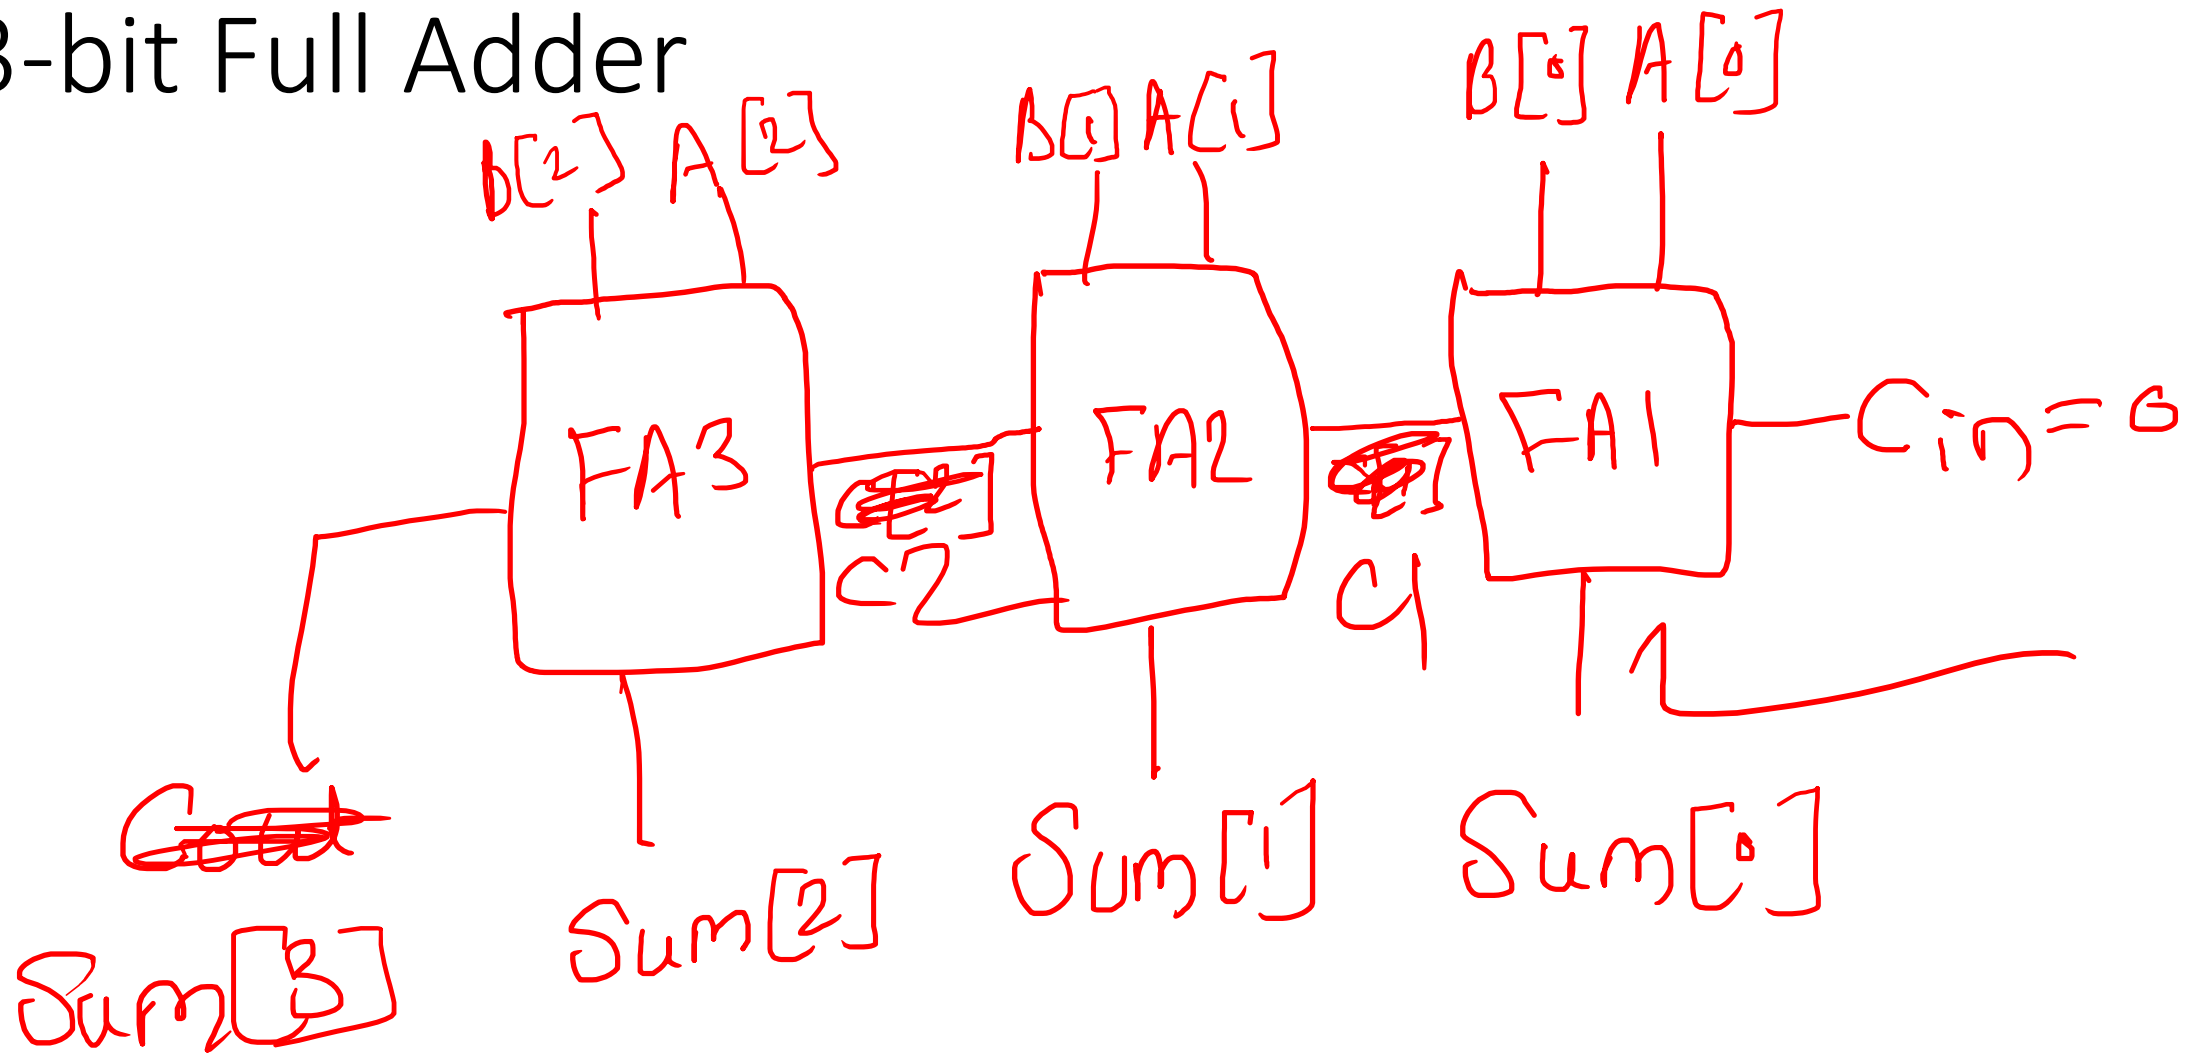 3-bit Full Adder
B[2] A[2] B[1] A[1] B[0] A[0]
FA3 FA2 FA1 Cin = 0
C2 C1
Sum[3] Sum[2] Sum[1] Sum[0]